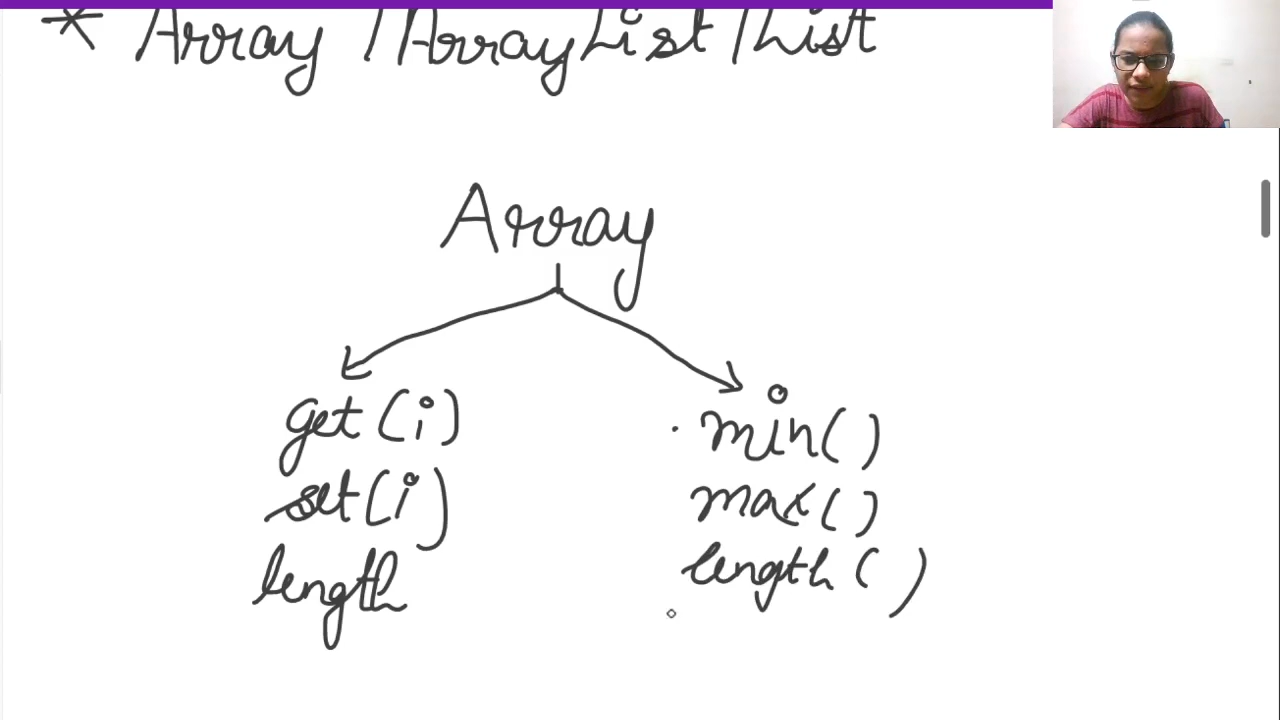 * Array / ArrayList / List
Array
get (i)
set (i)
length
. min( )
max( )
length ( )